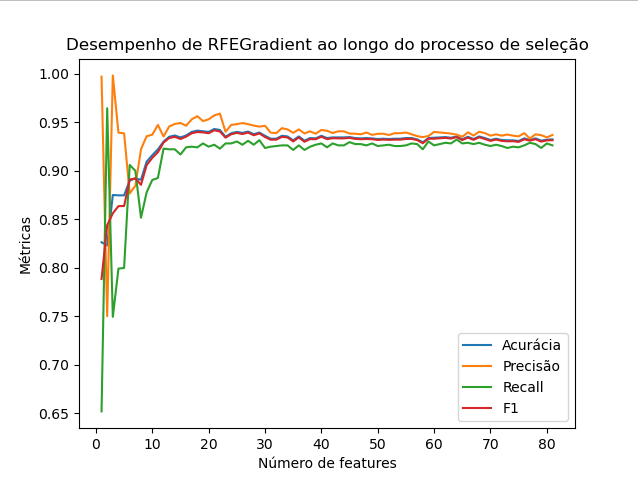 Desempenho de RFEGradient ao longo do processo de seleção
1.00
0.95
0.90
0.85
0.80
0.75
0.70
0.65
Métricas
Acurácia
Precisão
Recall
F1
0 10 20 30 40 50 60 70 80
Número de features